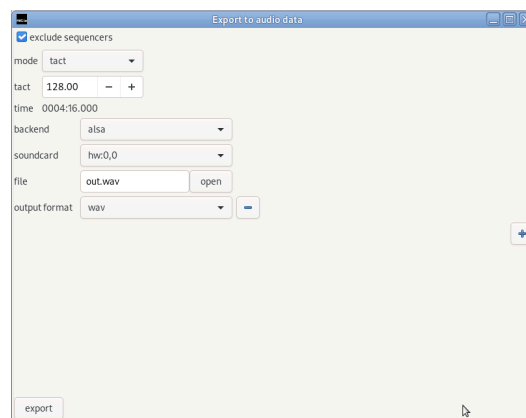 Export to audio data
exclude sequencers
mode tact
tact 128.00 − +
time 0004:16.000
backend alsa
soundcard hw:0,0
file out.wav open
output format wav
export